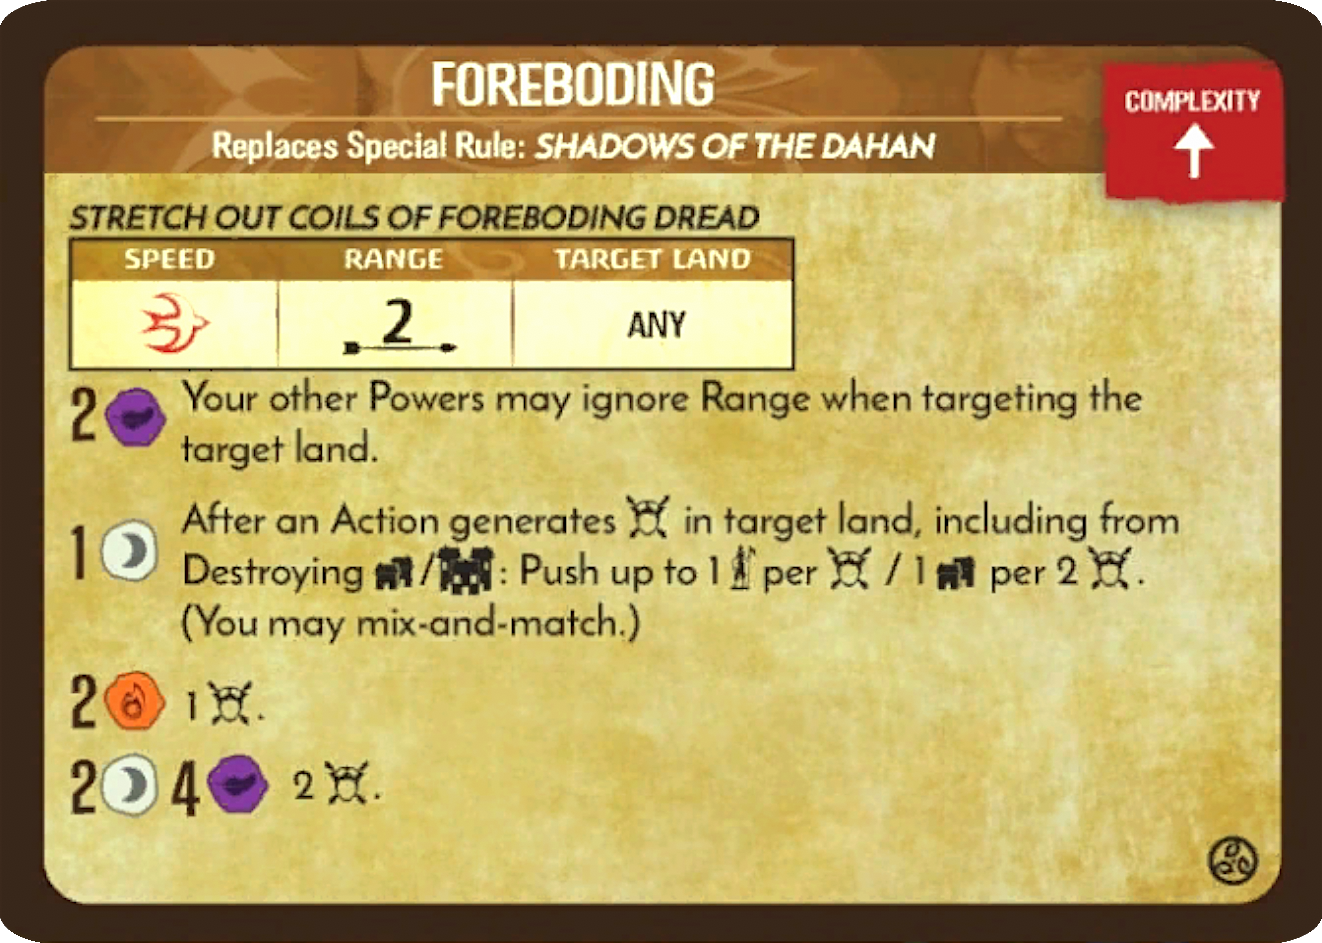 FOREBODING
COMPLEXITY
Replaces Special Rule: SHADOWS OF THE DAHAN
STRETCH OUT COILS OF FOREBODING DREAD
SPEED RANGE TARGET LAND
2 ANY
2 Your other Powers may ignore Range when targeting the
target land.
1 After an Action generates in target land, including from
Destroying / : Push up to 1 per / 1 per 2 .
(You may mix-and-match.)
2 1 .
2 4 2 .